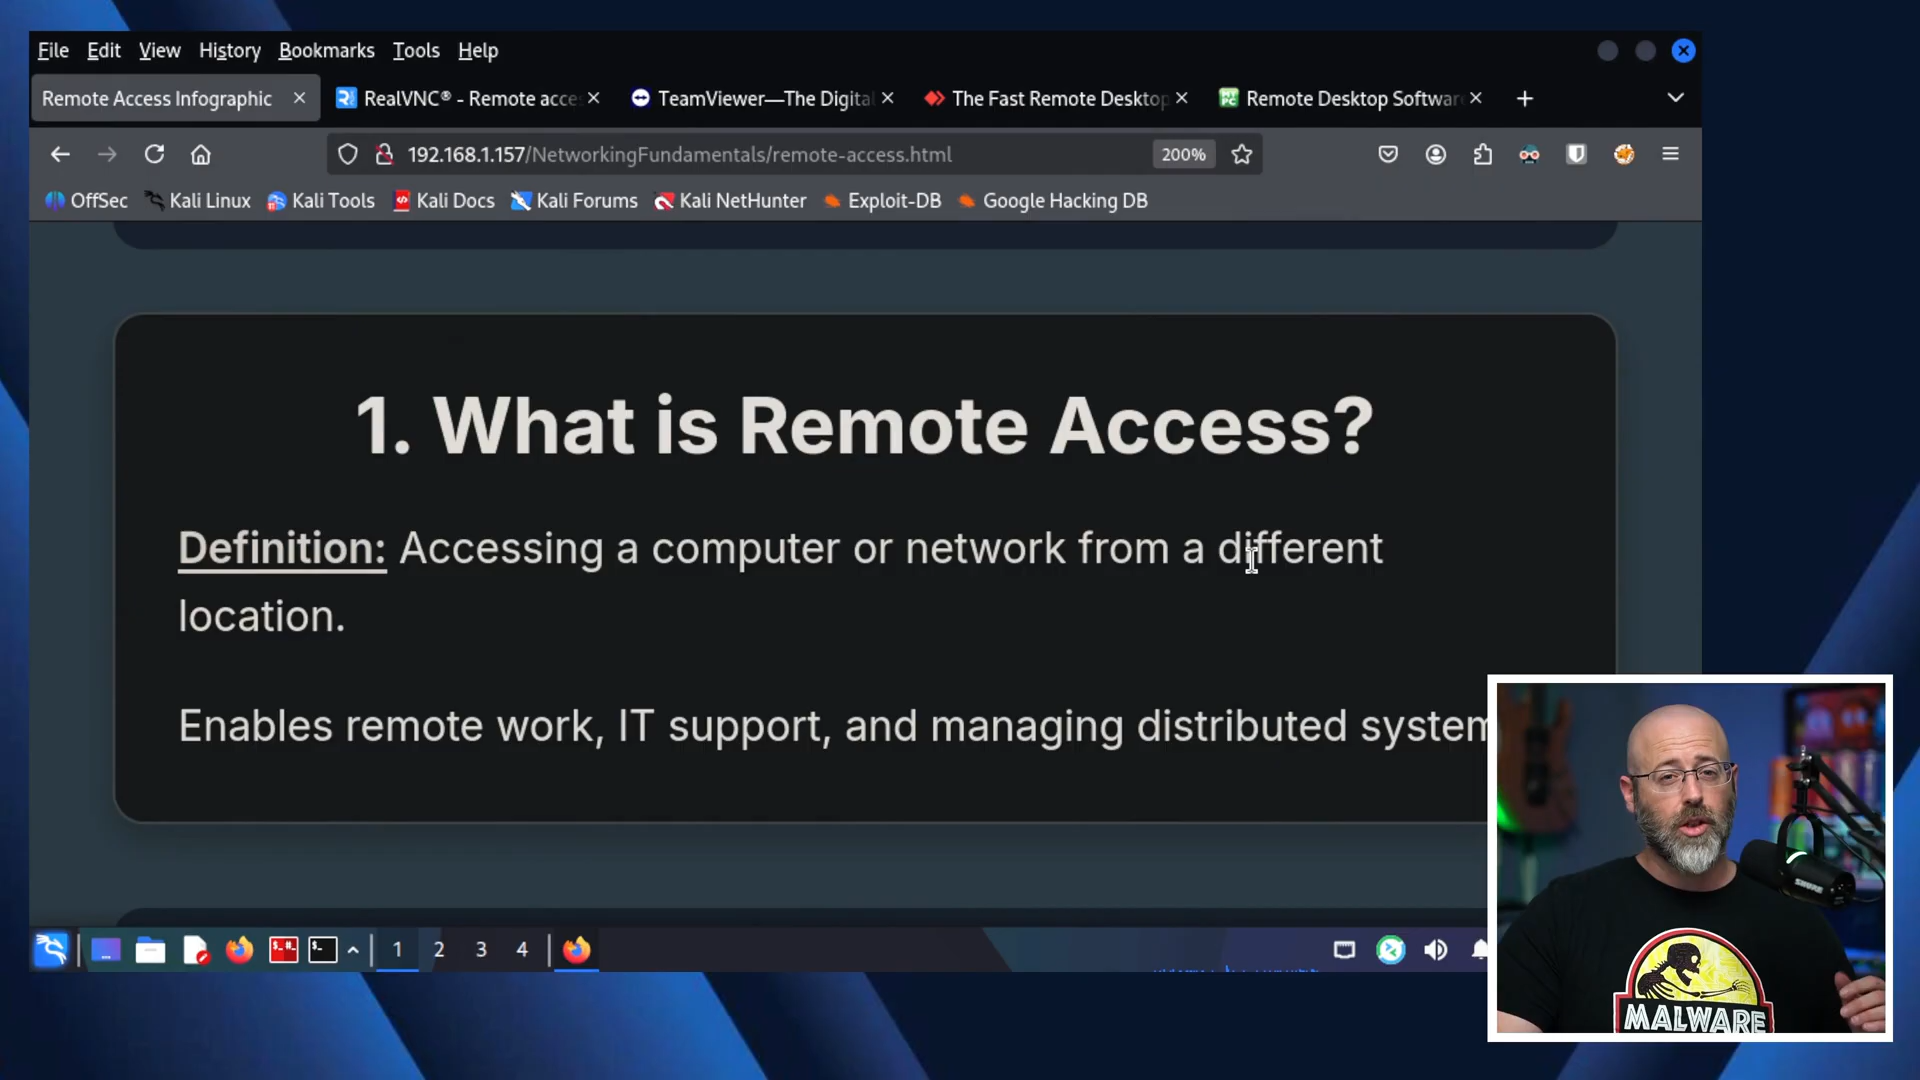 File Edit View History Bookmarks Tools Help
Remote Access Infographic
RealVNC® - Remote acce
TeamViewer—The Digital
The Fast Remote Desktop
Remote Desktop Softwar
192.168.1.157/NetworkingFundamentals/remote-access.html
200%
OffSec Kali Linux Kali Tools Kali Docs Kali Forums Kali NetHunter Exploit-DB Google Hacking DB
1. What is Remote Access?
Definition: Accessing a computer or network from a different
location.
Enables remote work, IT support, and managing distributed system
1 2 3 4
SHURE
MALWARE